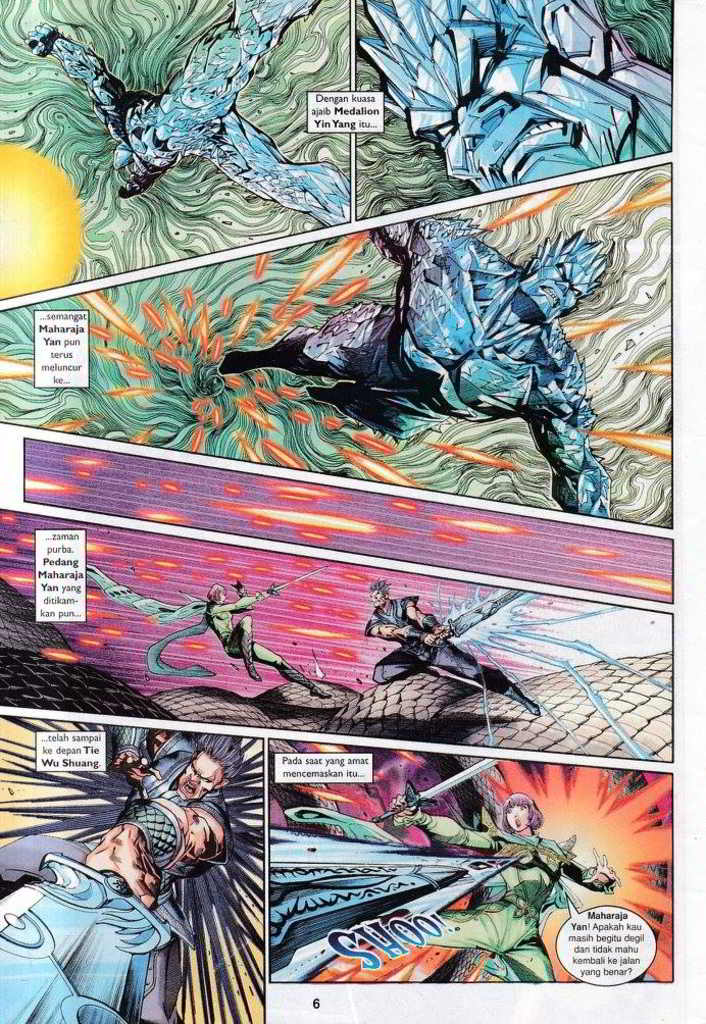 Dengan kuasa
ajaib Medalion
Yin Yang itu...
...semangat
Maharaja
Yan pun
terus
meluncur
ke...
...zaman
purba.
Pedang
Maharaja
Yan yang
ditikam-
kan pun...
...telah sampai
ke depan Tie
Wu Shuang.
Pada saat yang amat
mencemaskan itu...
SHOO!
Maharaja
Yan! Apakah kau
masih begitu degil
dan tidak mahu
kembali ke jalan
yang benar?
6